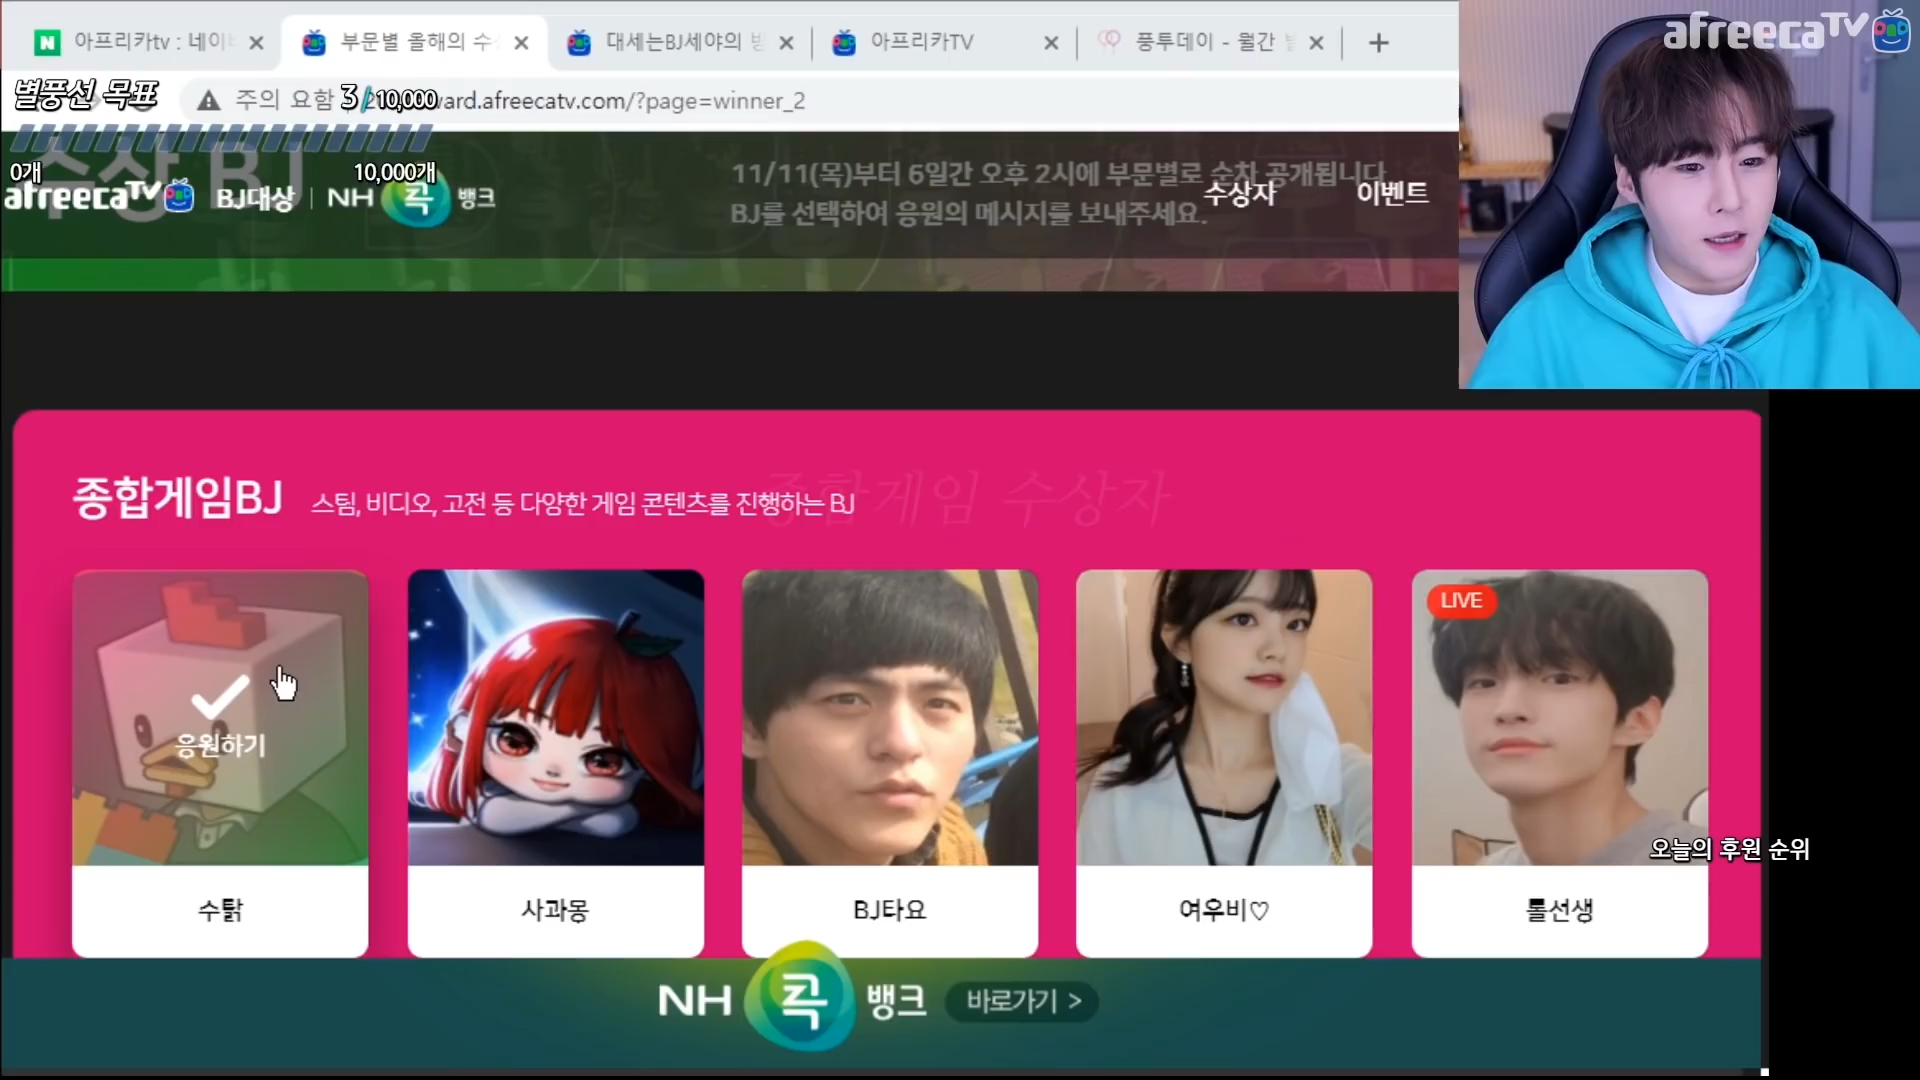 아프리카tv : 네이
부문별 올해의 수
대세는BJ세야의 방
아프리카TV
풍투데이 - 월간 별
afreecaTV
별풍선 목표
주의 요함
3/10,000
ward.afreecatv.com/?page=winner_2
0개
10,000개
수상 BJ
11/11(목)부터 6일간 오후 2시에 부문별로 순차 공개됩니다.
BJ를 선택하여 응원의 메시지를 보내주세요.
afreecaTV BJ대상 | NH 콕 뱅크
수상자
이벤트
종합게임 수상자
종합게임BJ
스팀, 비디오, 고전 등 다양한 게임 콘텐츠를 진행하는 BJ
응원하기
LIVE
수탉
사과몽
BJ타요
여우비♡
롤선생
오늘의 후원 순위
NH 콕 뱅크
바로가기 >